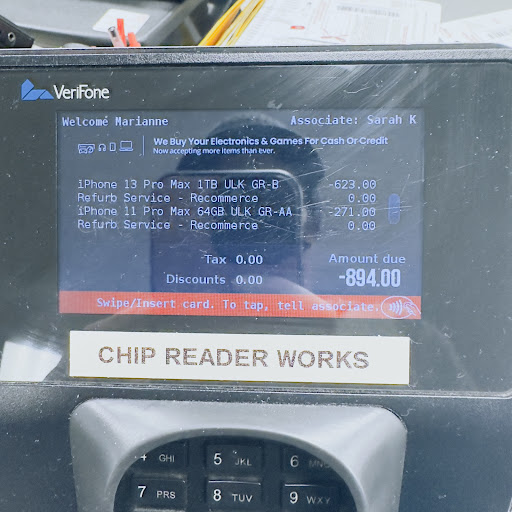 VeriFone
Welcome Marianne Associate: Sarah K
We Buy Your Electronics & Games For Cash Or Credit
Now accepting more items than ever.
iPhone 13 Pro Max 1TB ULK GR-B -623.00
Refurb Service - Recommerce 0.00
iPhone 11 Pro Max 64GB ULK GR-AA -271.00
Refurb Service - Recommerce 0.00
Tax 0.00 Amount due
Discounts 0.00 -894.00
Swipe/Insert card. To tap, tell associate.
CHIP READER WORKS
4 GHI 5 JKL 6 MNO
7 PRS 8 TUV 9 WXY